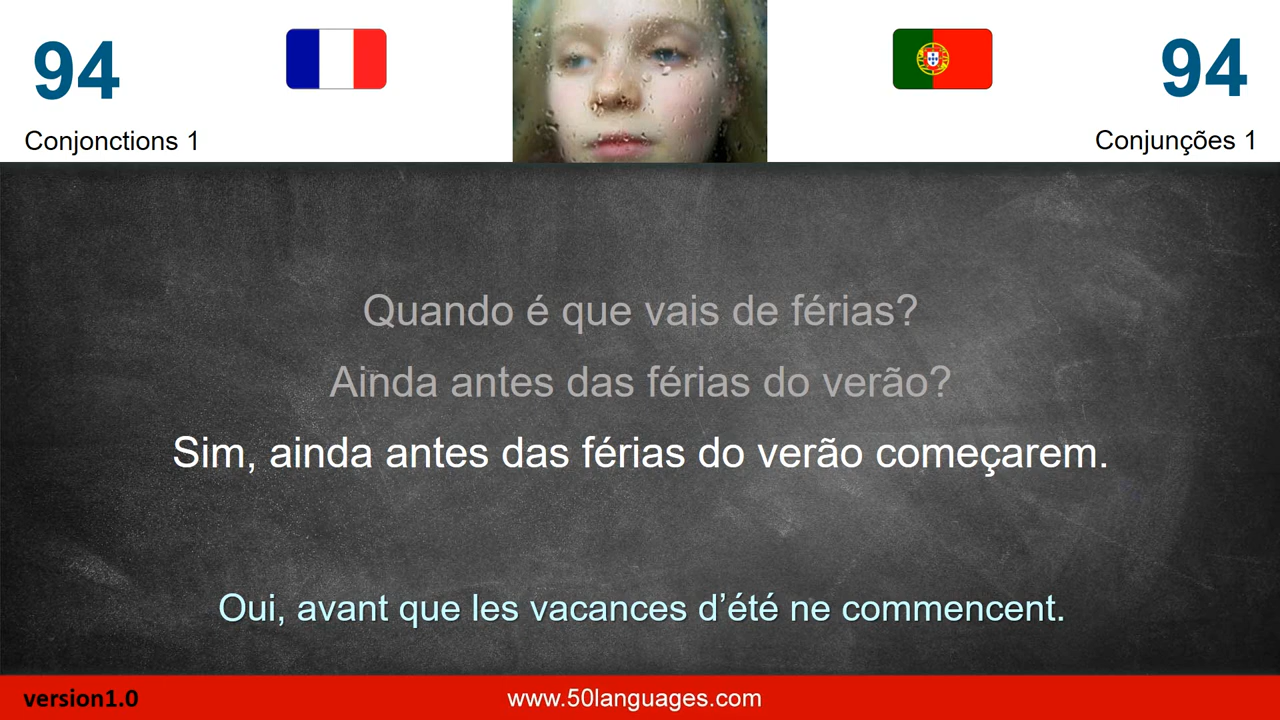 94
94
Conjonctions 1
Conjunções 1
Quando é que vais de férias?
Ainda antes das férias do verão?
Sim, ainda antes das férias do verão começarem.
Oui, avant que les vacances d’été ne commencent.
version1.0
www.50languages.com